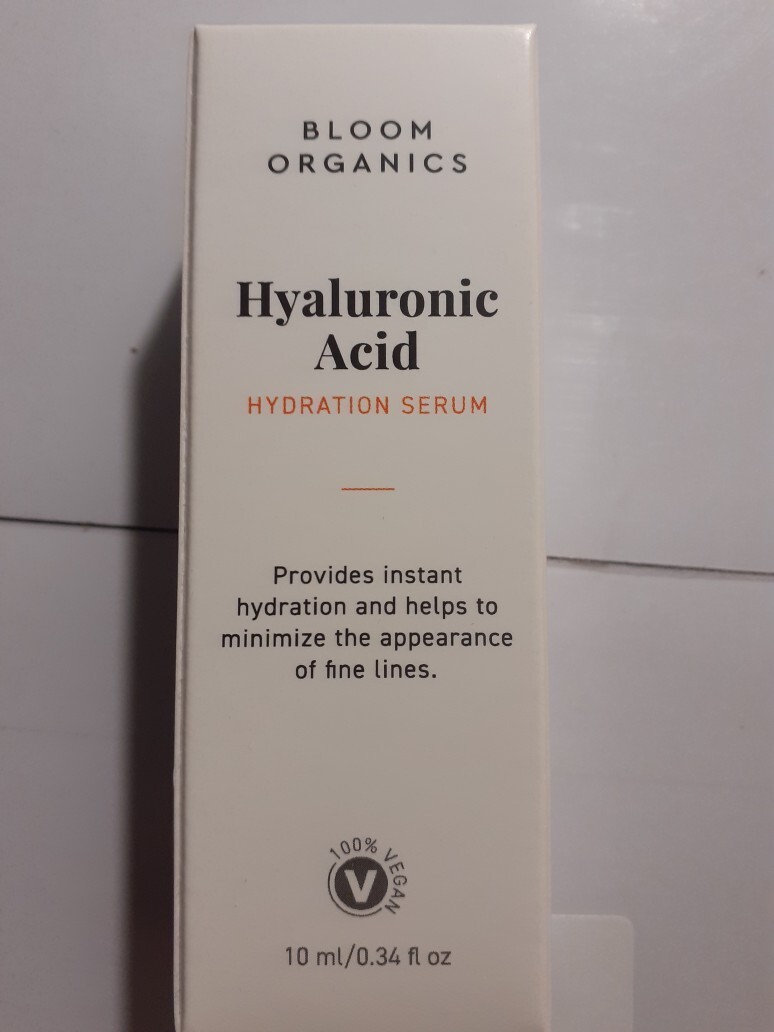 BLOOM
ORGANICS
Hyaluronic
Acid
HYDRATION SERUM
Provides instant
hydration and helps to
minimize the appearance
of fine lines.
100% VEGAN
V
10 ml/0.34 fl oz